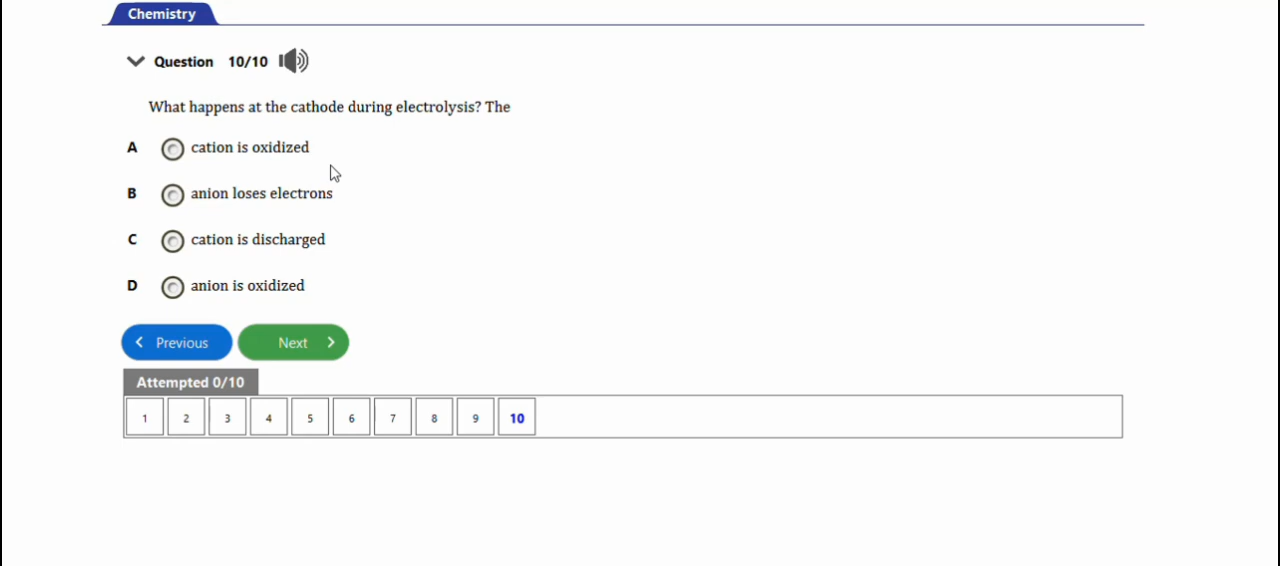 Chemistry
Question 10/10
What happens at the cathode during electrolysis? The
A cation is oxidized
B anion loses electrons
C cation is discharged
D anion is oxidized
Previous Next
Attempted 0/10
1 2 3 4 5 6 7 8 9 10